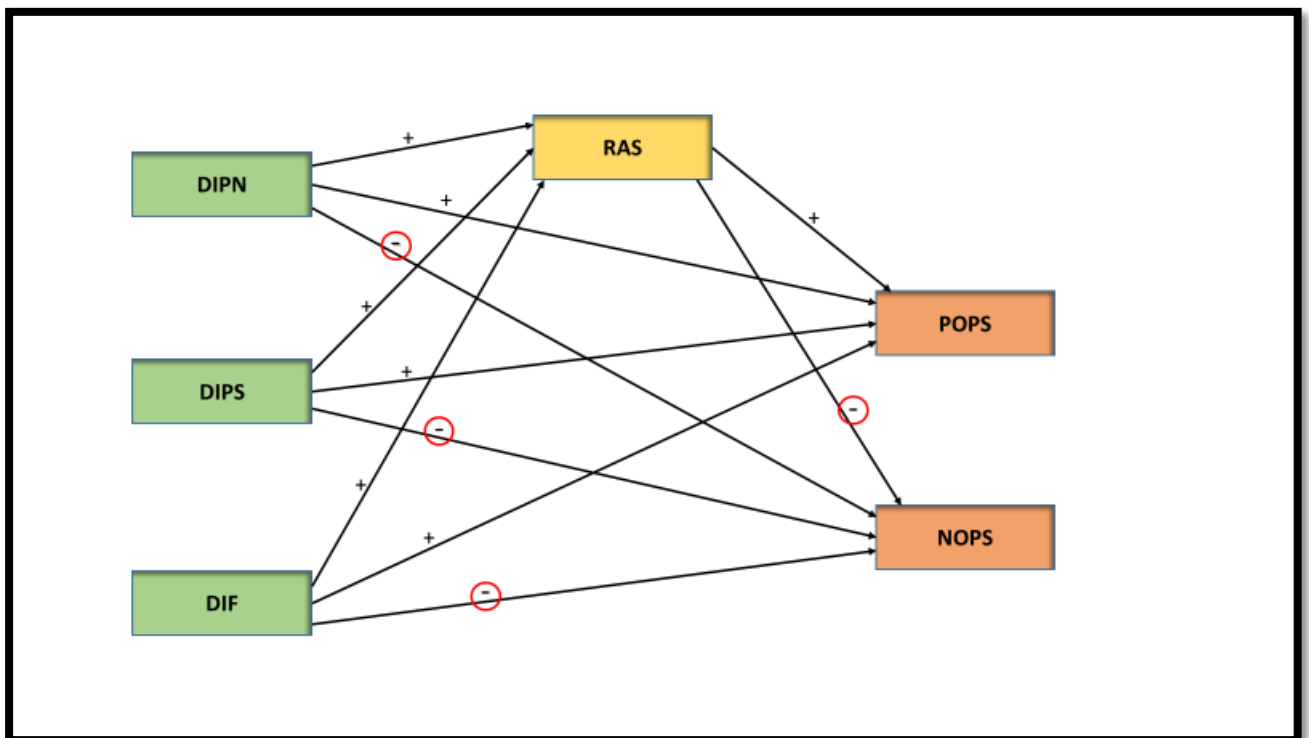 RAS
+
DIPN
+
+
-
+
POPS
+
DIPS
+
-
-
+
NOPS
+
-
DIF